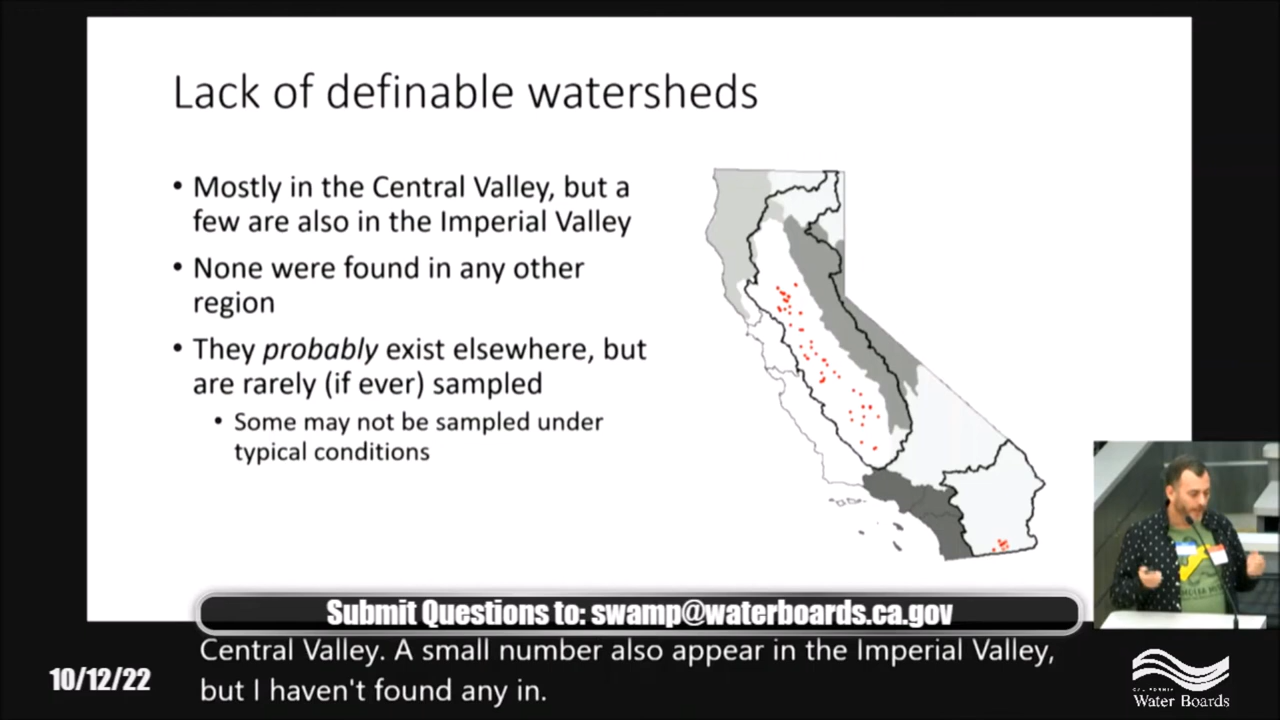 Lack of definable watersheds
• Mostly in the Central Valley, but a
few are also in the Imperial Valley
• None were found in any other
region
• They probably exist elsewhere, but
are rarely (if ever) sampled
• Some may not be sampled under
typical conditions
Submit Questions to: swamp@waterboards.ca.gov
Central Valley. A small number also appear in the Imperial Valley,
but I haven't found any in.
10/12/22
CALIFORNIA
Water Boards